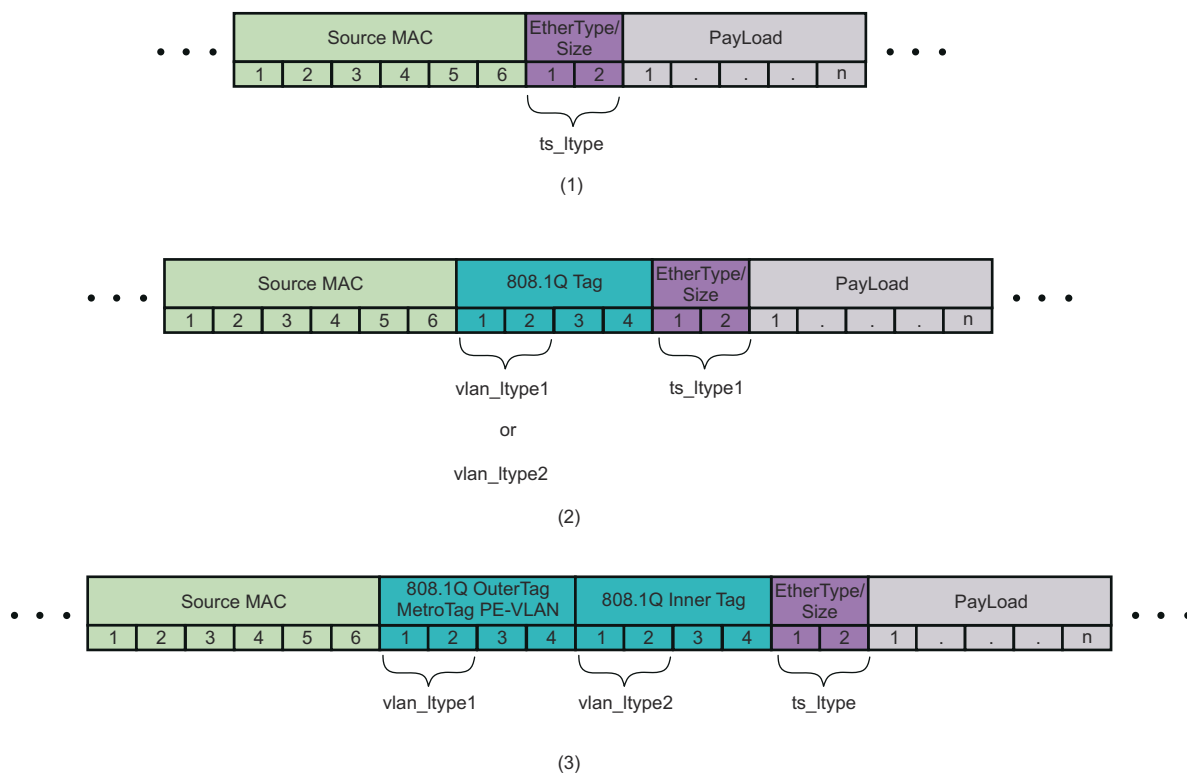 Source MAC EtherType/ Size PayLoad
1 2 3 4 5 6 1 2 1 . . . n
ts_ltype
(1)
Source MAC 808.1Q Tag EtherType/ Size PayLoad
1 2 3 4 5 6 1 2 3 4 1 2 1 . . . n
vlan_ltype1 ts_ltype1
or
vlan_ltype2
(2)
Source MAC 808.1Q OuterTag MetroTag PE-VLAN 808.1Q Inner Tag EtherType/ Size PayLoad
1 2 3 4 5 6 1 2 3 4 1 2 3 4 1 2 1 . . . n
vlan_ltype1 vlan_ltype2 ts_ltype
(3)